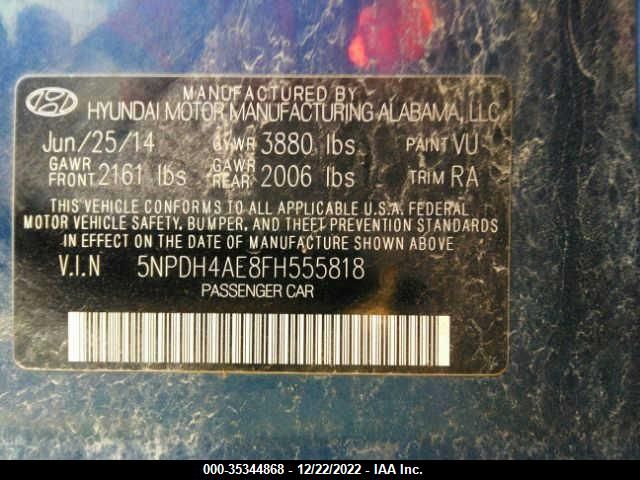 MANUFACTURED BY
HYUNDAI MOTOR MANUFACTURING ALABAMA, LLC
Jun/25/14 GVWR 3880 lbs PAINT VU
GAWR FRONT 2161 lbs GAWR REAR 2006 lbs TRIM RA
THIS VEHICLE CONFORMS TO ALL APPLICABLE U.S.A. FEDERAL
MOTOR VEHICLE SAFETY, BUMPER, AND THEFT PREVENTION
STANDARDS IN EFFECT ON THE DATE OF MANUFACTURE SHOWN ABOVE
V.I.N 5NPDH4AE8FH555818
PASSENGER CAR
000-35344868 - 12/22/2022 - IAA Inc.